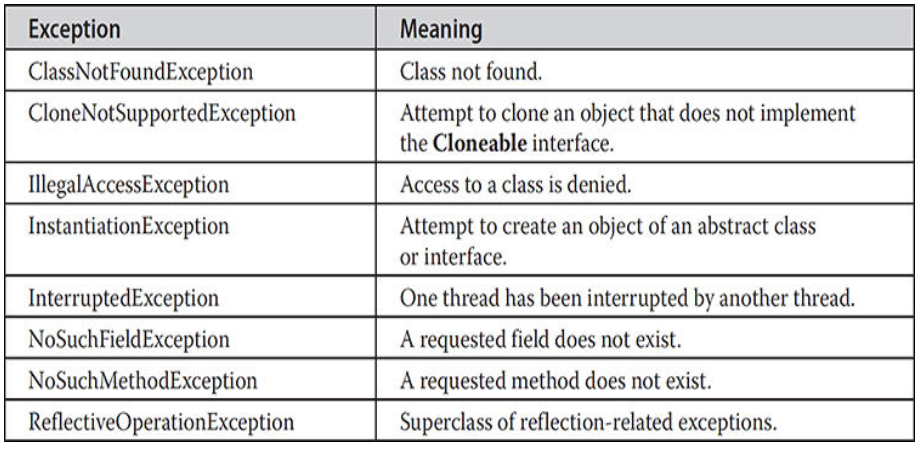 Exception Meaning
ClassNotFoundException Class not found.
CloneNotSupportedException Attempt to clone an object that does not implement
the Cloneable interface.
IllegalAccessException Access to a class is denied.
InstantiationException Attempt to create an object of an abstract class
or interface.
InterruptedException One thread has been interrupted by another thread.
NoSuchFieldException A requested field does not exist.
NoSuchMethodException A requested method does not exist.
ReflectiveOperationException Superclass of reflection-related exceptions.